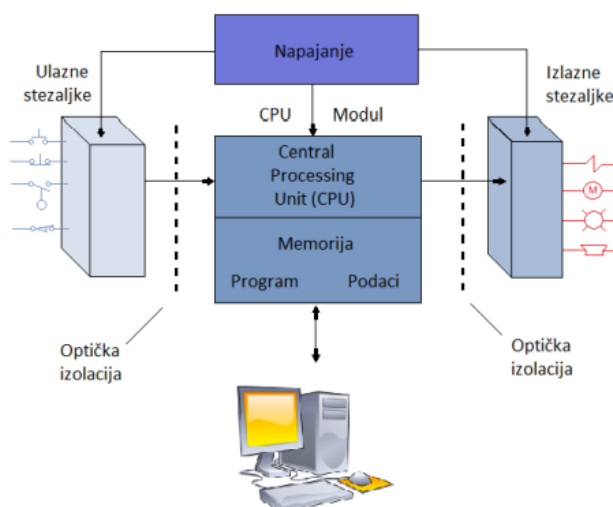 Napajanje
Ulazne
stezaljke
Izlazne
stezaljke
CPU Modul
Central
Processing
Unit (CPU)
Memorija
Program Podaci
M
Optička
izolacija
Optička
izolacija